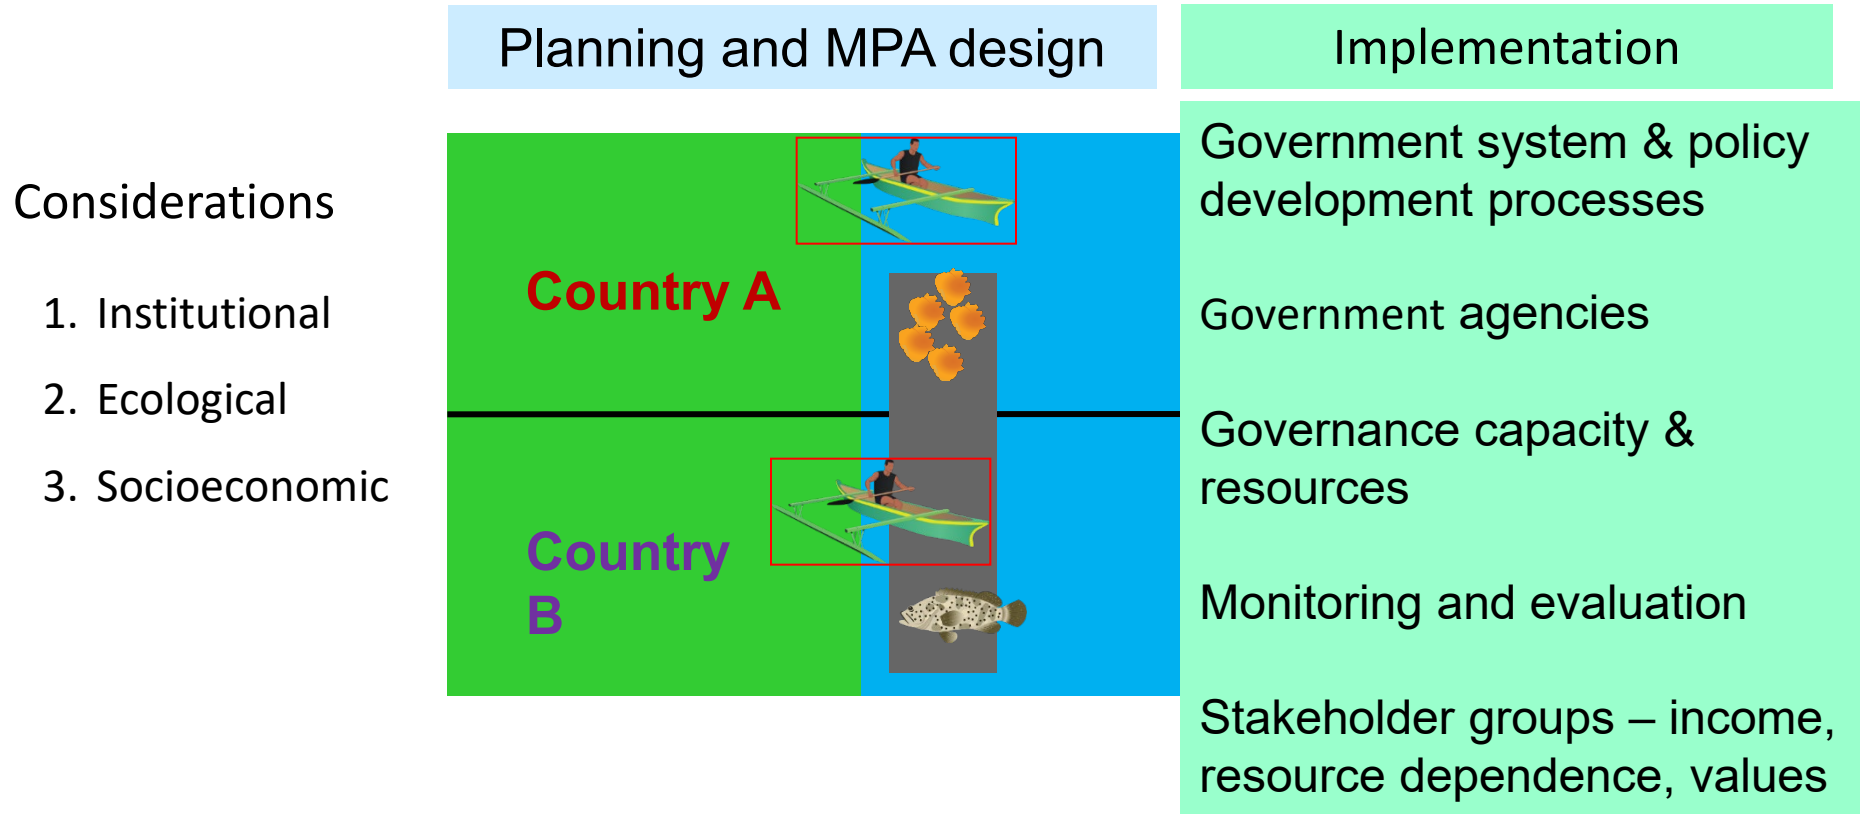 Planning and MPA design
Implementation
Considerations
1. Institutional
2. Ecological
3. Socioeconomic
Country A
Country
B
Government system & policy
development processes
Government agencies
Governance capacity &
resources
Monitoring and evaluation
Stakeholder groups – income,
resource dependence, values